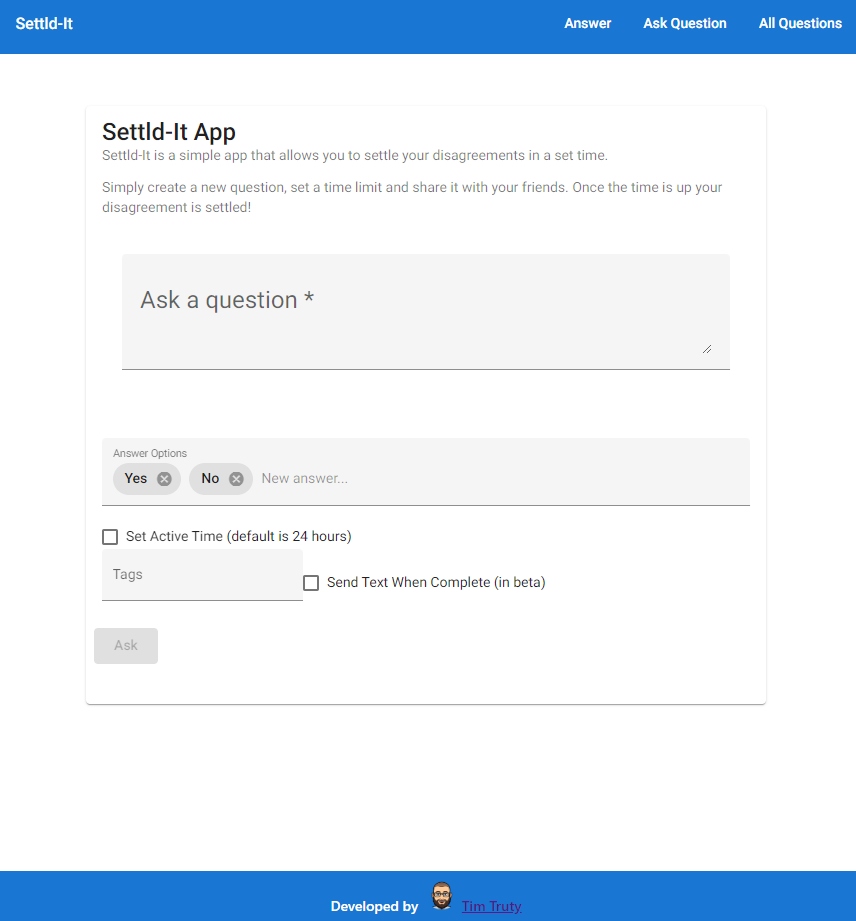 Settld-It
Answer Ask Question All Questions
Settld-It App
Settld-It is a simple app that allows you to settle your disagreements in a set time.
Simply create a new question, set a time limit and share it with your friends. Once the time is up your
disagreement is settled!
Ask a question *
Answer Options
Yes No New answer...
Set Active Time (default is 24 hours)
Tags
Send Text When Complete (in beta)
Ask
Developed by Tim Truty